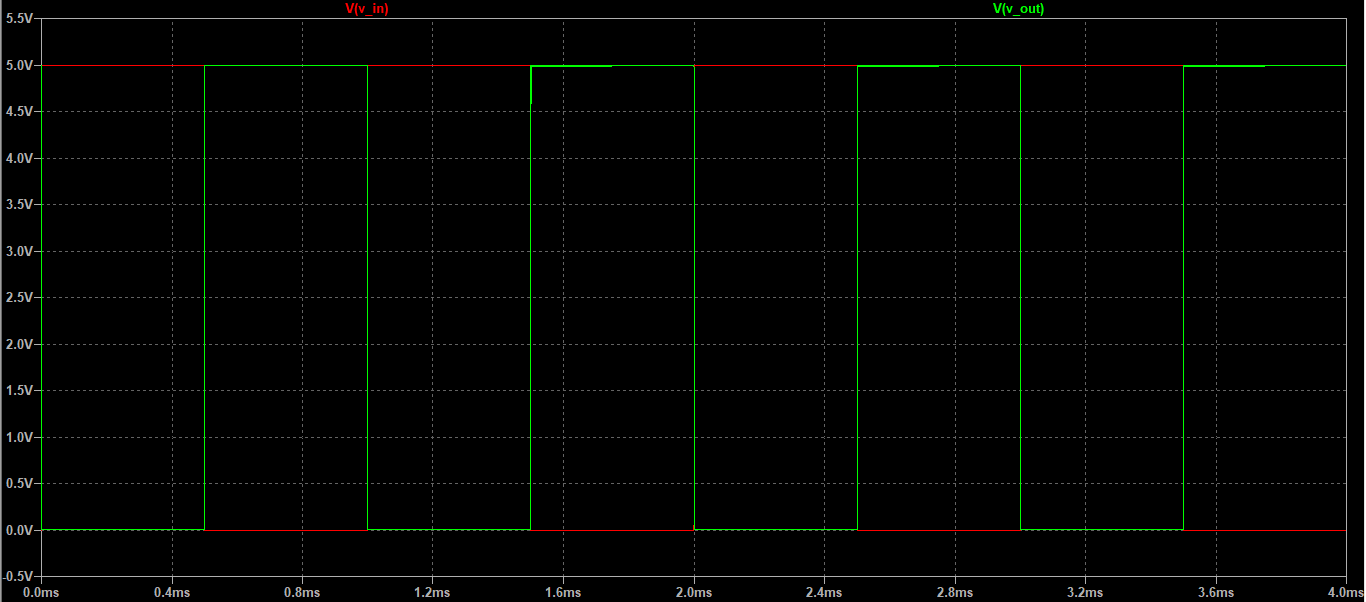 V(v_in) V(v_out)
5.5V
5.0V
4.5V
4.0V
3.5V
3.0V
2.5V
2.0V
1.5V
1.0V
0.5V
0.0V
-0.5V
0.0ms 0.4ms 0.8ms 1.2ms 1.6ms 2.0ms 2.4ms 2.8ms 3.2ms 3.6ms 4.0ms